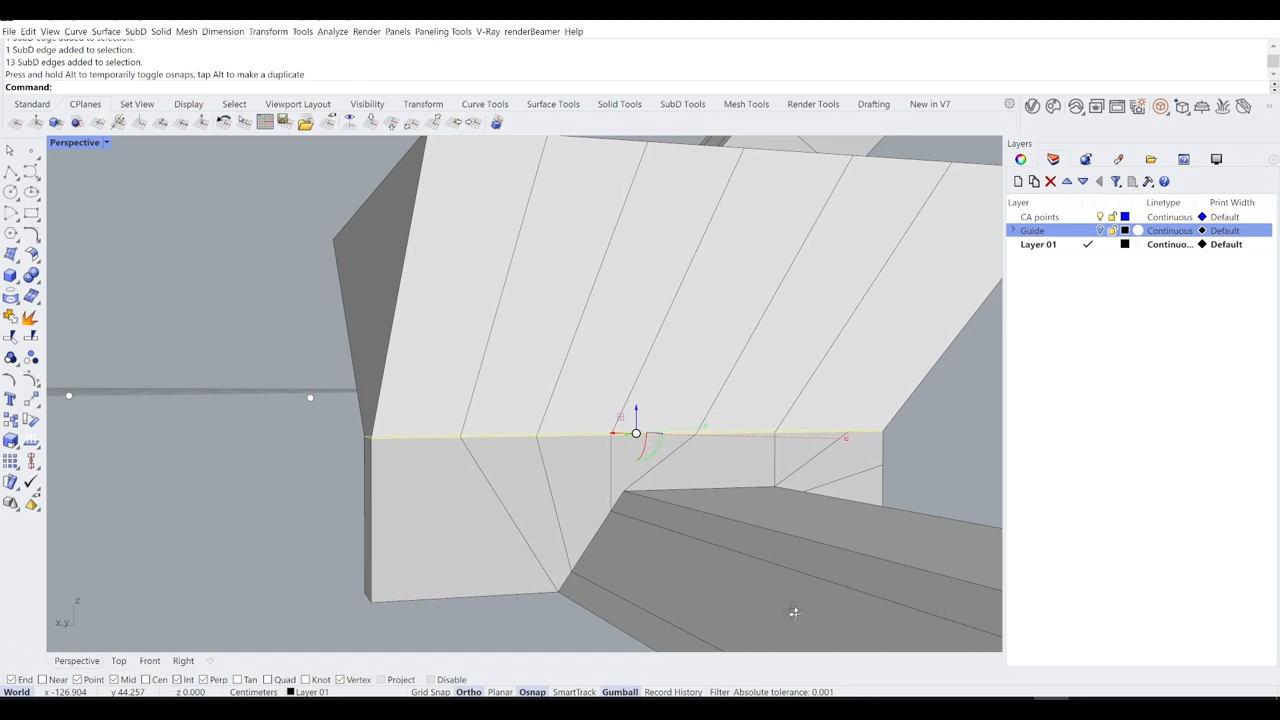 File Edit View Curve Surface SubD Solid Mesh Dimension Transform Tools Analyze Render Panels Paneling Tools V-Ray renderBeamer Help
1 SubD edge added to selection.
13 SubD edges added to selection.
Press and hold Alt to temporarily toggle osnaps, tap Alt to make a duplicate
Command:
Standard CPlanes Set View Display Select Viewport Layout Visibility Transform Curve Tools Surface Tools Solid Tools SubD Tools Mesh Tools Render Tools Drafting New in V7
Perspective
Layers
Layer Linetype Print Width
CA points Continuous Default
Guide Continuous Default
Layer 01 Continuo... Default
z
x y
Perspective Top Front Right
End Near Point Mid Cen Int Perp Tan Quad Knot Vertex Project Disable
World x -126.904 y 44.257 z 0.000 Centimeters Layer 01 Grid Snap Ortho Planar Osnap SmartTrack Gumball Record History Filter Absolute tolerance: 0.001